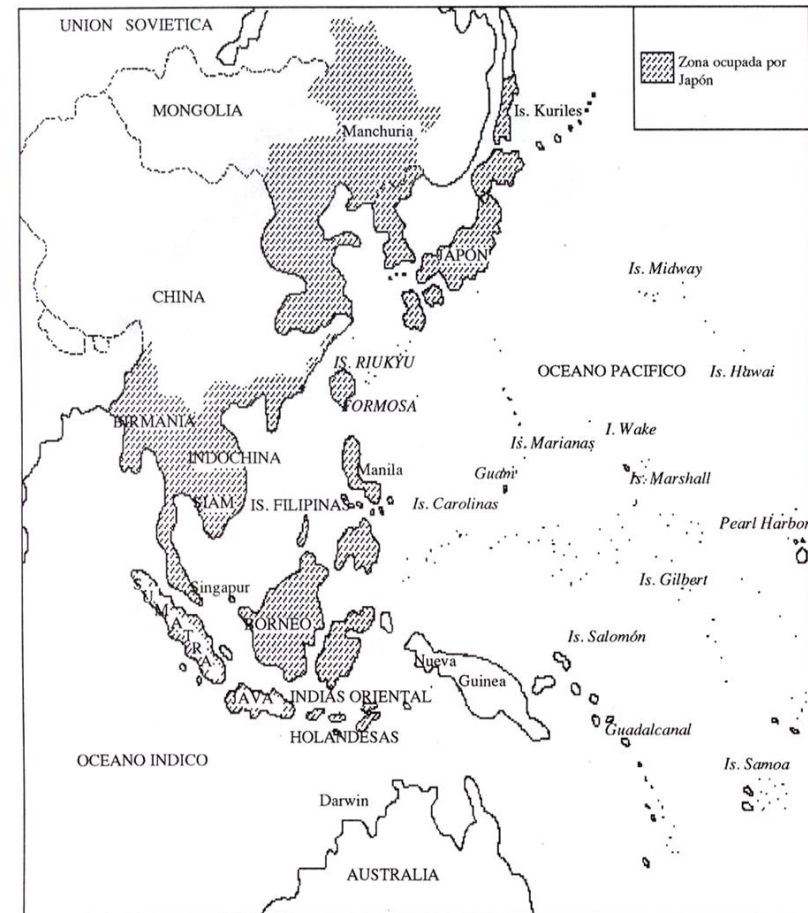 UNION SOVIETICA
Zona ocupada por
Japón
MONGOLIA
Is. Kuriles
Manchuria
JAPON
Is. Midway
CHINA
IS. RIUKYU
OCEANO PACIFICO
Is. Hawai
FORMOSA
BIRMANIA
I. Wake
Is. Marianas
INDOCHINA
Manila
Guam
Is. Marshall
SIAM
IS. FILIPINAS
Is. Carolinas
Pearl Harbor
Singapur
Is. Gilbert
SUMATRA
BORNEO
Is. Salomón
Nueva
Guinea
JAVA
INDIAS ORIENTAL
Guadalcanal
HOLANDESAS
OCEANO INDICO
Is. Samoa
Darwin
AUSTRALIA